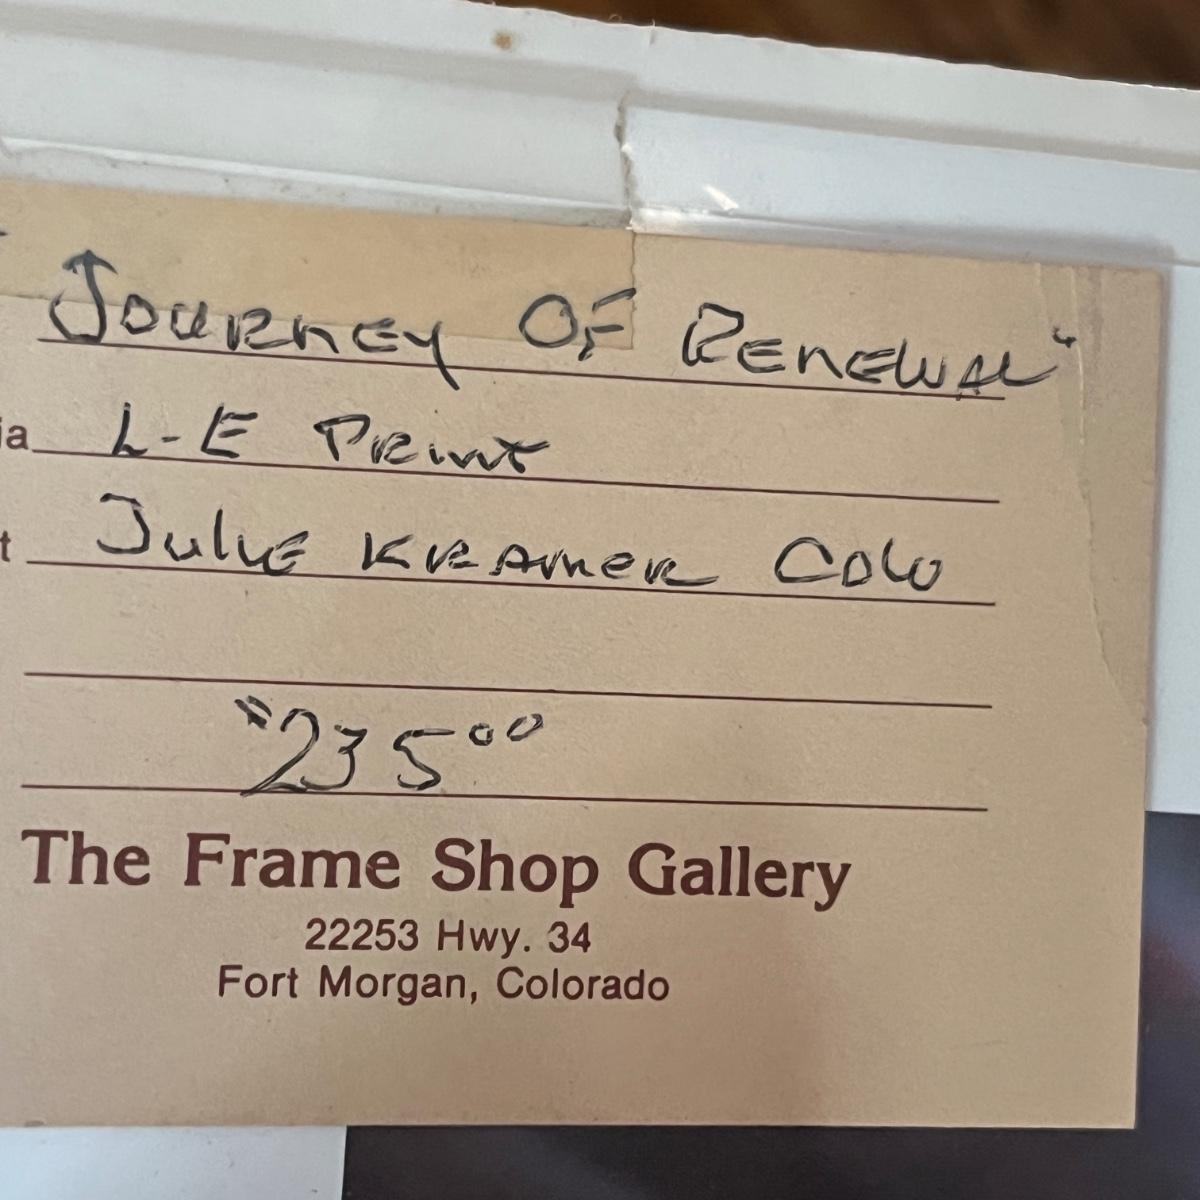 Journey Of Renewal"
ia L-E Print
t Julie Kramer Colo
$235 00
The Frame Shop Gallery
22253 Hwy. 34
Fort Morgan, Colorado